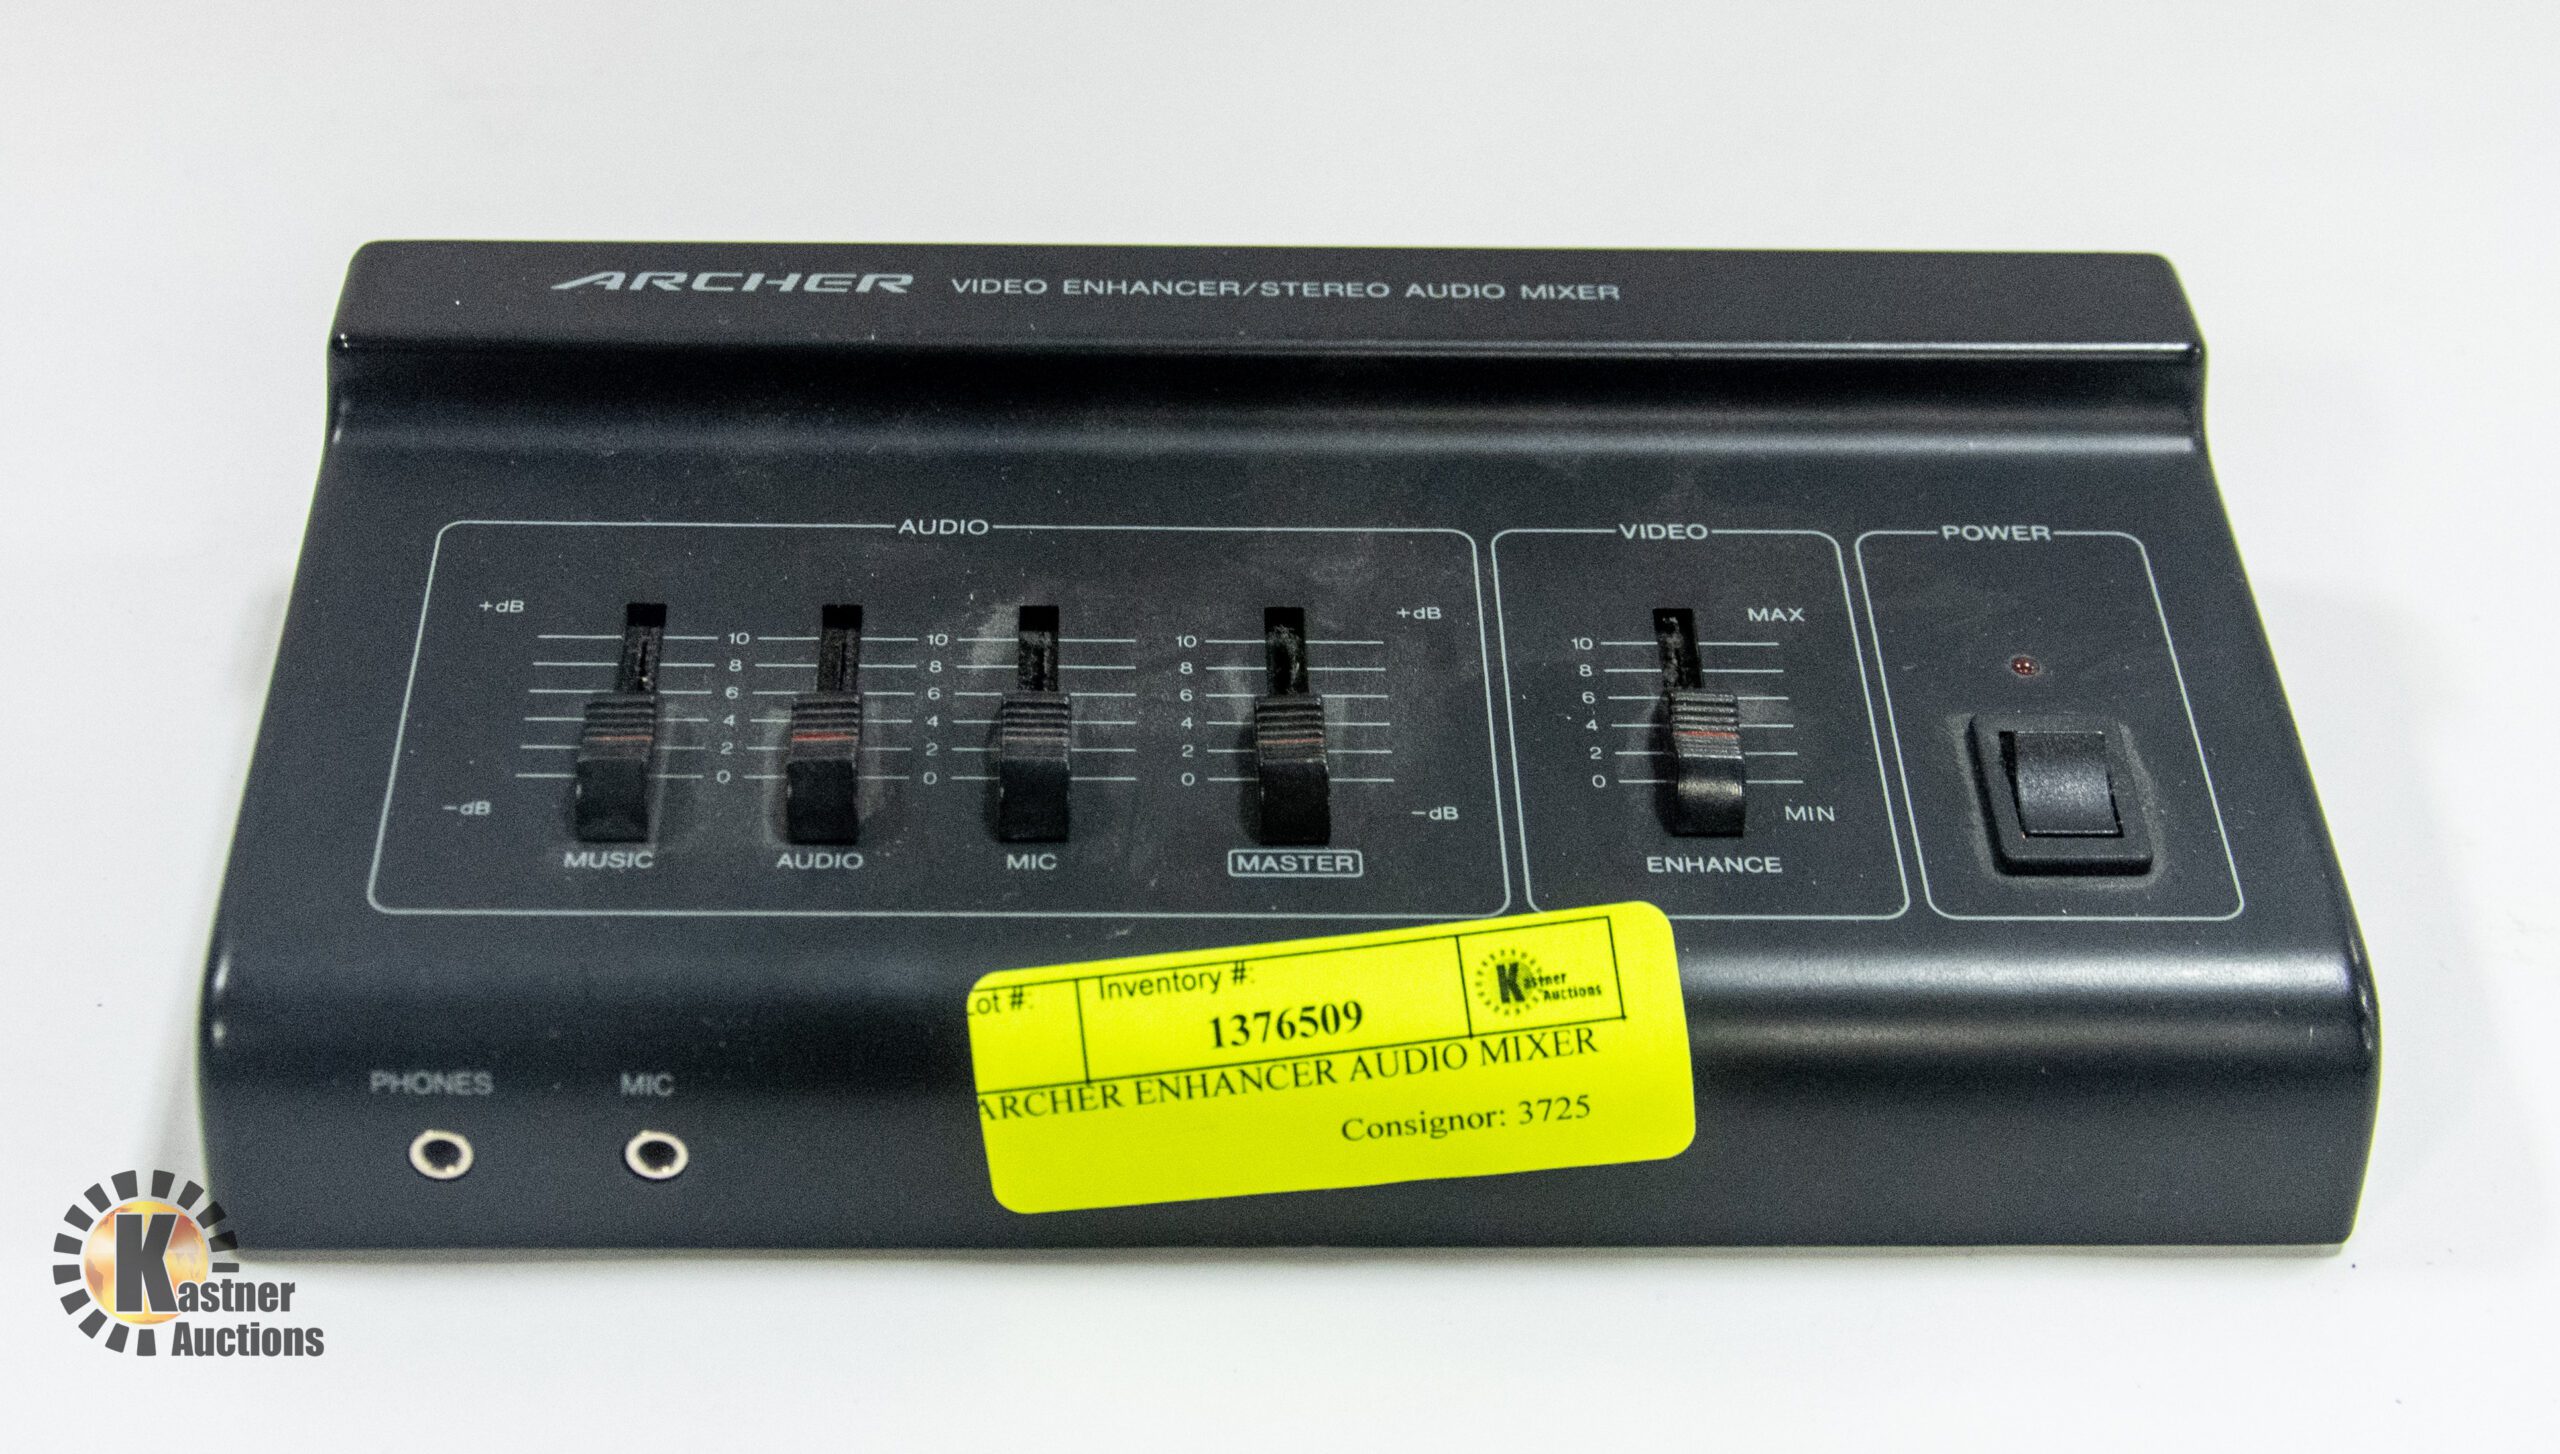 ARCHER VIDEO ENHANCER/STEREO AUDIO MIXER
AUDIO
VIDEO
POWER
+dB
+dB
MAX
10 10 10 10
8 8 8 8
6 6 6 6
4 4 4 4
2 2 2 2
0 0 0 0
-dB
-dB
MIN
MUSIC AUDIO MIC MASTER
ENHANCE
PHONES MIC
Lot #: Inventory #:
1376509
Kastner Auctions
ARCHER ENHANCER AUDIO MIXER
Consignor: 3725
Kastner
Auctions